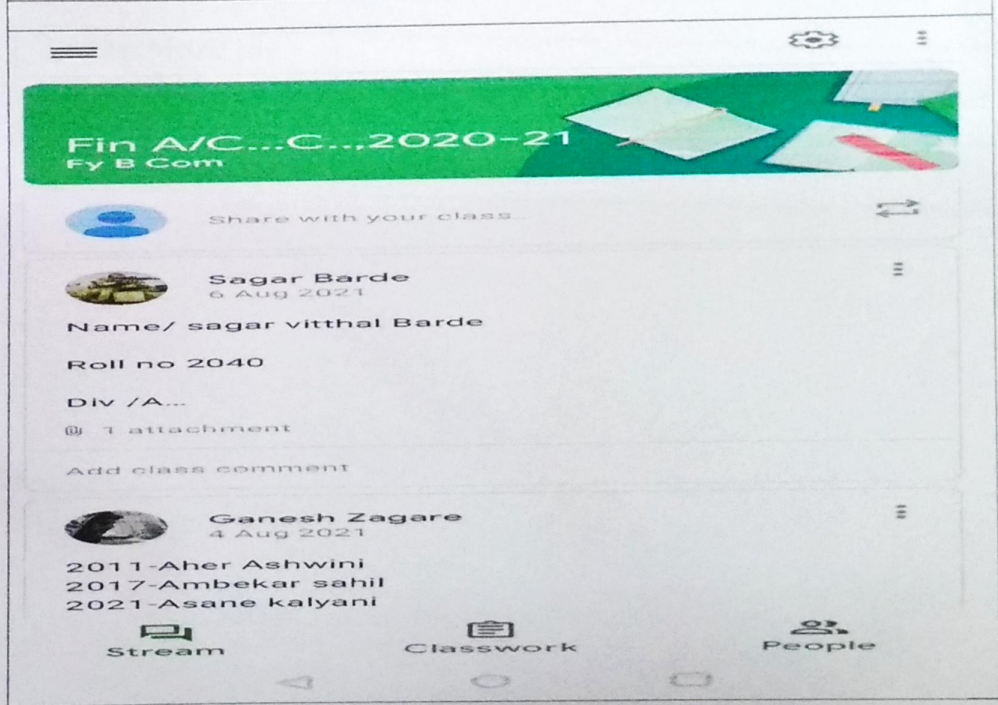 Fin A/C...C..,2020-21
Fy B Com
Share with your class...
Sagar Barde
6 Aug 2021
Name/ sagar vitthal Barde
Roll no 2040
Div /A...
1 attachment
Add class comment
Ganesh Zagare
4 Aug 2021
2011-Aher Ashwini
2017-Ambekar sahil
2021-Asane kalyani
Stream
Classwork
People